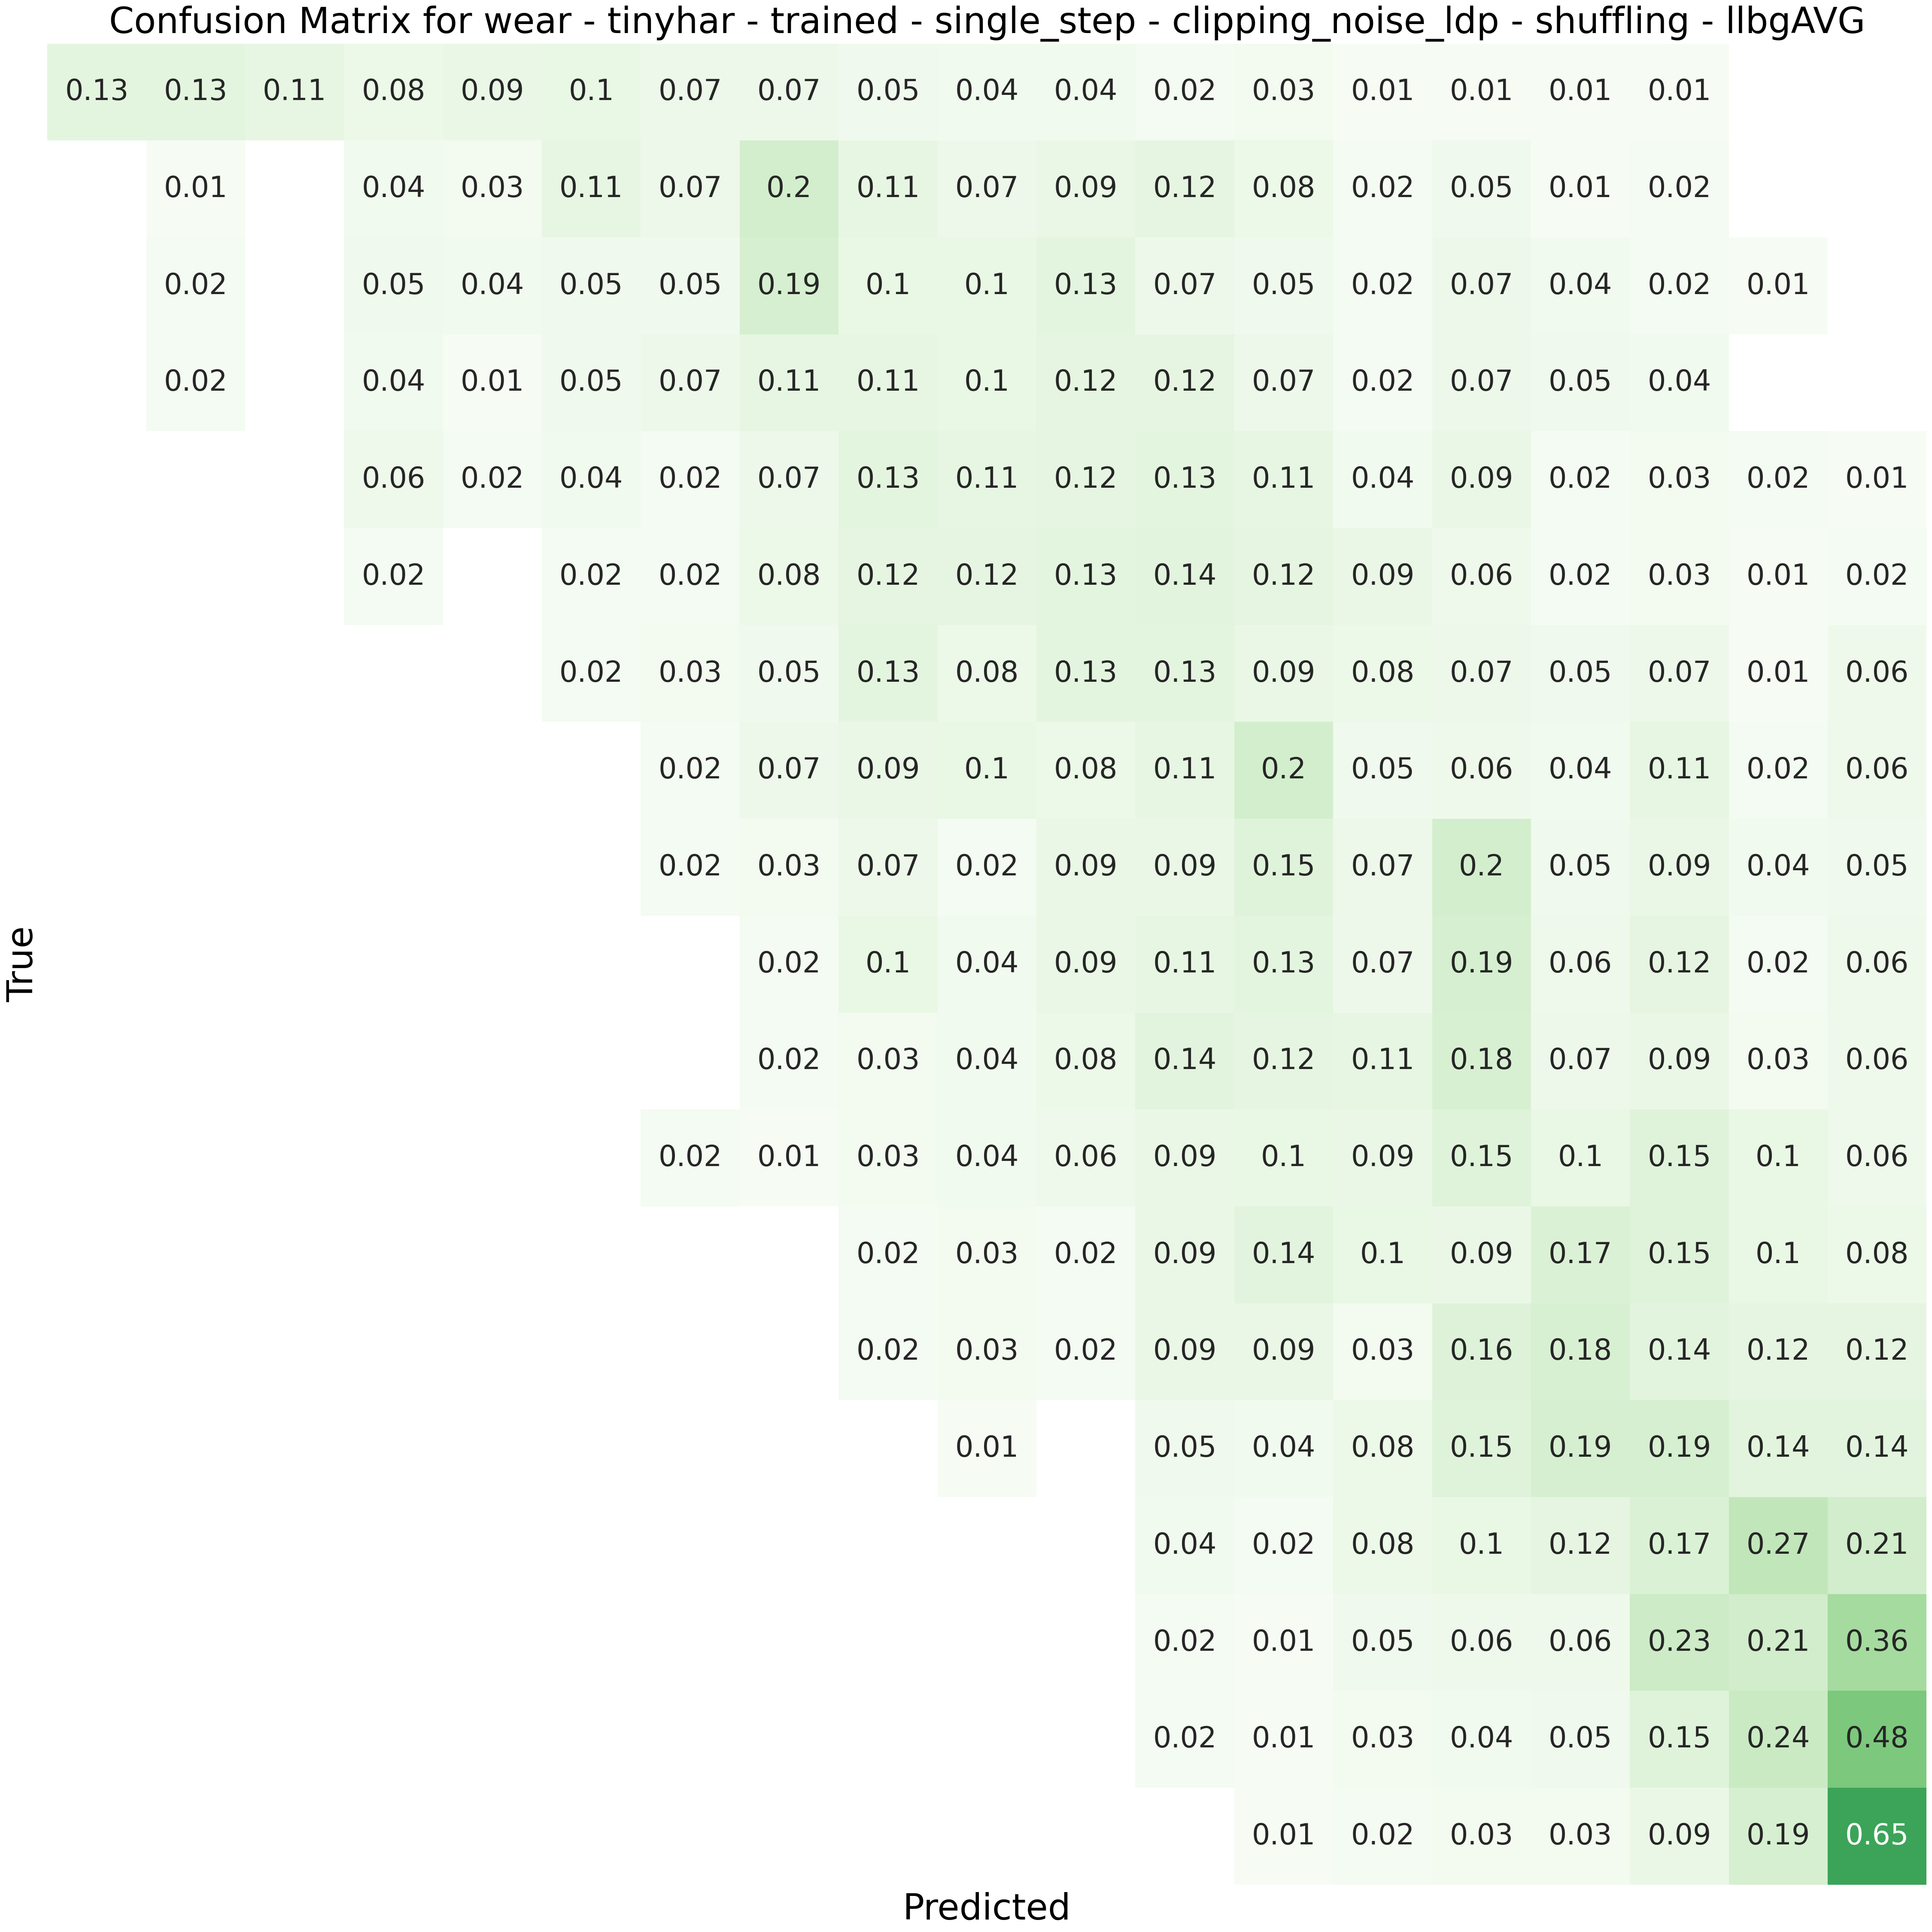 Confusion Matrix for wear - tinyhar - trained - single_step - clipping_noise_ldp - shuffling - llbgAVG
0.13 0.13 0.11 0.08 0.09 0.1 0.07 0.07 0.05 0.04 0.04 0.02 0.03 0.01 0.01 0.01 0.01
0.01 0.04 0.03 0.11 0.07 0.2 0.11 0.07 0.09 0.12 0.08 0.02 0.05 0.01 0.02
0.02 0.05 0.04 0.05 0.05 0.19 0.1 0.1 0.13 0.07 0.05 0.02 0.07 0.04 0.02 0.01
0.02 0.04 0.01 0.05 0.07 0.11 0.11 0.1 0.12 0.12 0.07 0.02 0.07 0.05 0.04
0.06 0.02 0.04 0.02 0.07 0.13 0.11 0.12 0.13 0.11 0.04 0.09 0.02 0.03 0.02 0.01
0.02 0.02 0.02 0.08 0.12 0.12 0.13 0.14 0.12 0.09 0.06 0.02 0.03 0.01 0.02
0.02 0.03 0.05 0.13 0.08 0.13 0.13 0.09 0.08 0.07 0.05 0.07 0.01 0.06
0.02 0.07 0.09 0.1 0.08 0.11 0.2 0.05 0.06 0.04 0.11 0.02 0.06
0.02 0.03 0.07 0.02 0.09 0.09 0.15 0.07 0.2 0.05 0.09 0.04 0.05
0.02 0.1 0.04 0.09 0.11 0.13 0.07 0.19 0.06 0.12 0.02 0.06
0.02 0.03 0.04 0.08 0.14 0.12 0.11 0.18 0.07 0.09 0.03 0.06
0.02 0.01 0.03 0.04 0.06 0.09 0.1 0.09 0.15 0.1 0.15 0.1 0.06
0.02 0.03 0.02 0.09 0.14 0.1 0.09 0.17 0.15 0.1 0.08
0.02 0.03 0.02 0.09 0.09 0.03 0.16 0.18 0.14 0.12 0.12
0.01 0.05 0.04 0.08 0.15 0.19 0.19 0.14 0.14
0.04 0.02 0.08 0.1 0.12 0.17 0.27 0.21
0.02 0.01 0.05 0.06 0.06 0.23 0.21 0.36
0.02 0.01 0.03 0.04 0.05 0.15 0.24 0.48
0.01 0.02 0.03 0.03 0.09 0.19 0.65
True
Predicted